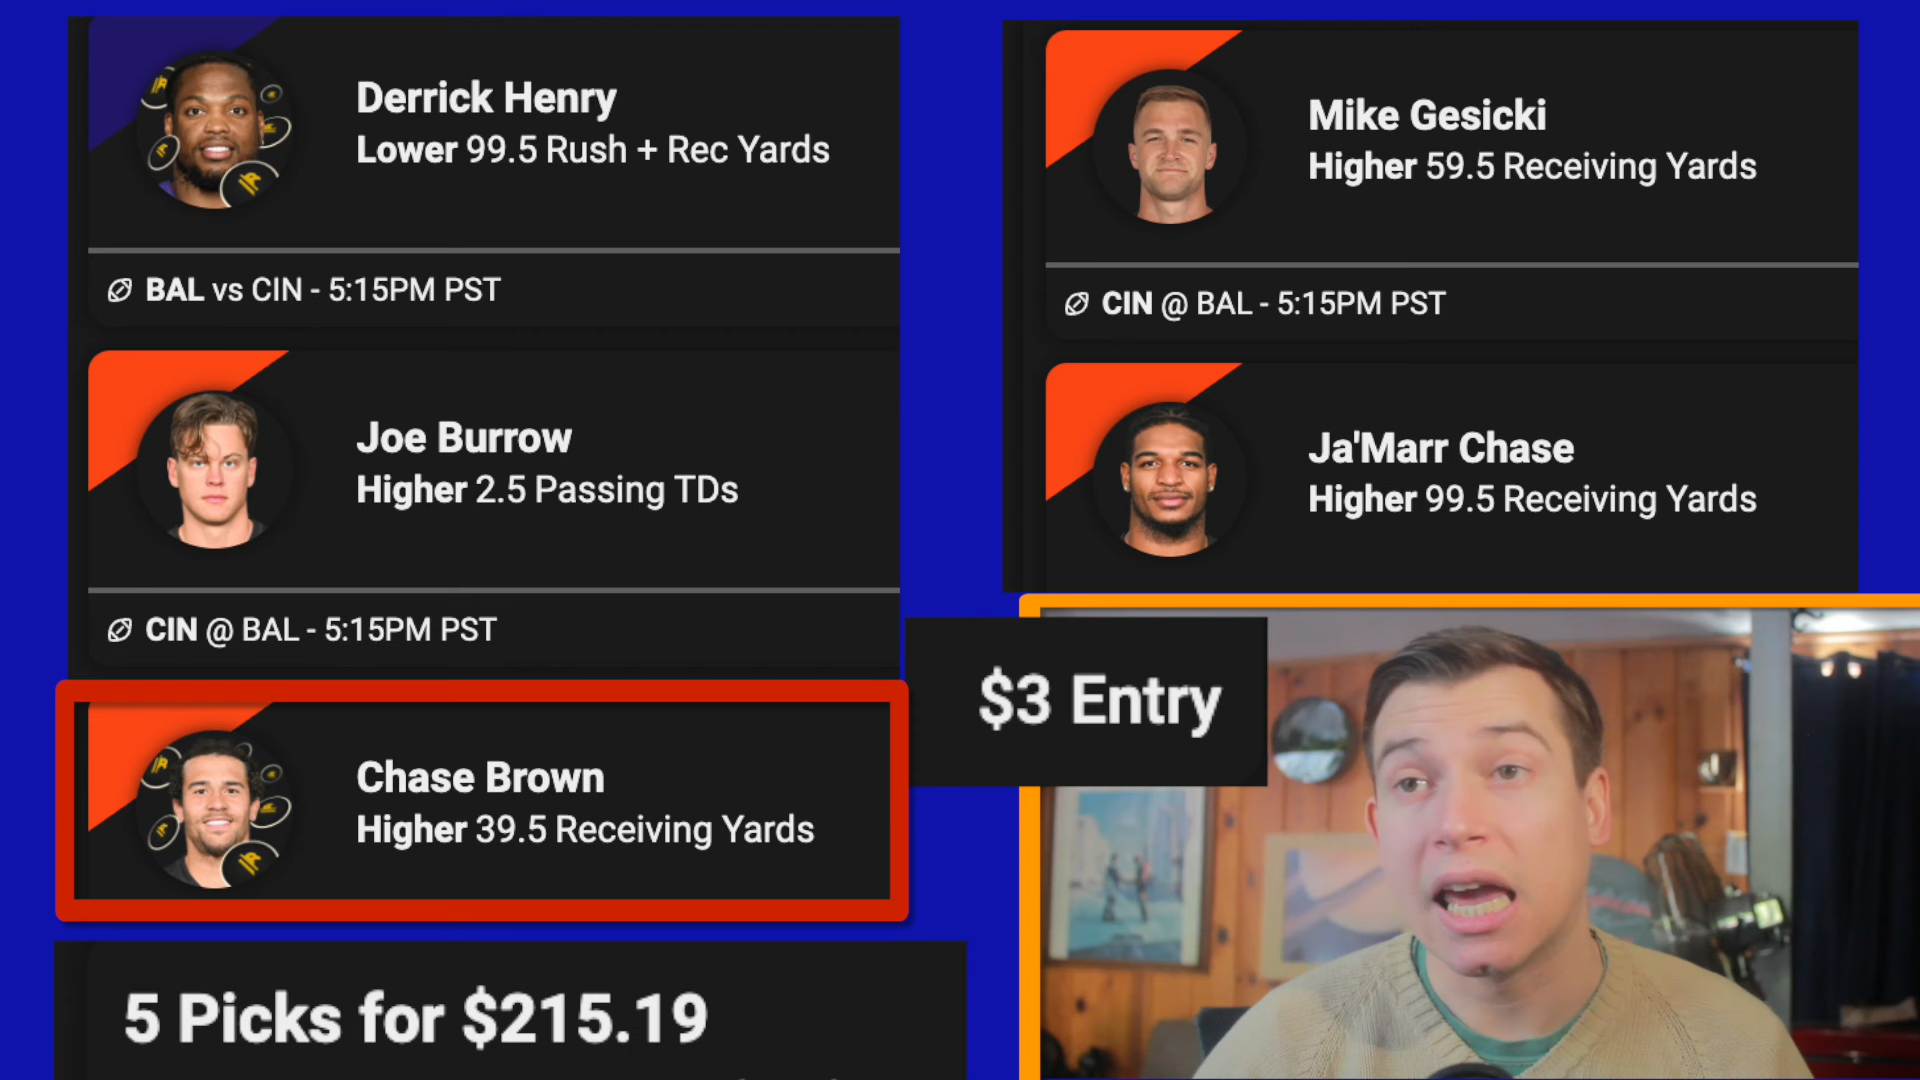 Derrick Henry
Lower 99.5 Rush + Rec Yards
BAL vs CIN - 5:15PM PST
Joe Burrow
Higher 2.5 Passing TDs
CIN @ BAL - 5:15PM PST
Chase Brown
Higher 39.5 Receiving Yards
5 Picks for $215.19
Mike Gesicki
Higher 59.5 Receiving Yards
CIN @ BAL - 5:15PM PST
Ja'Marr Chase
Higher 99.5 Receiving Yards
$3 Entry